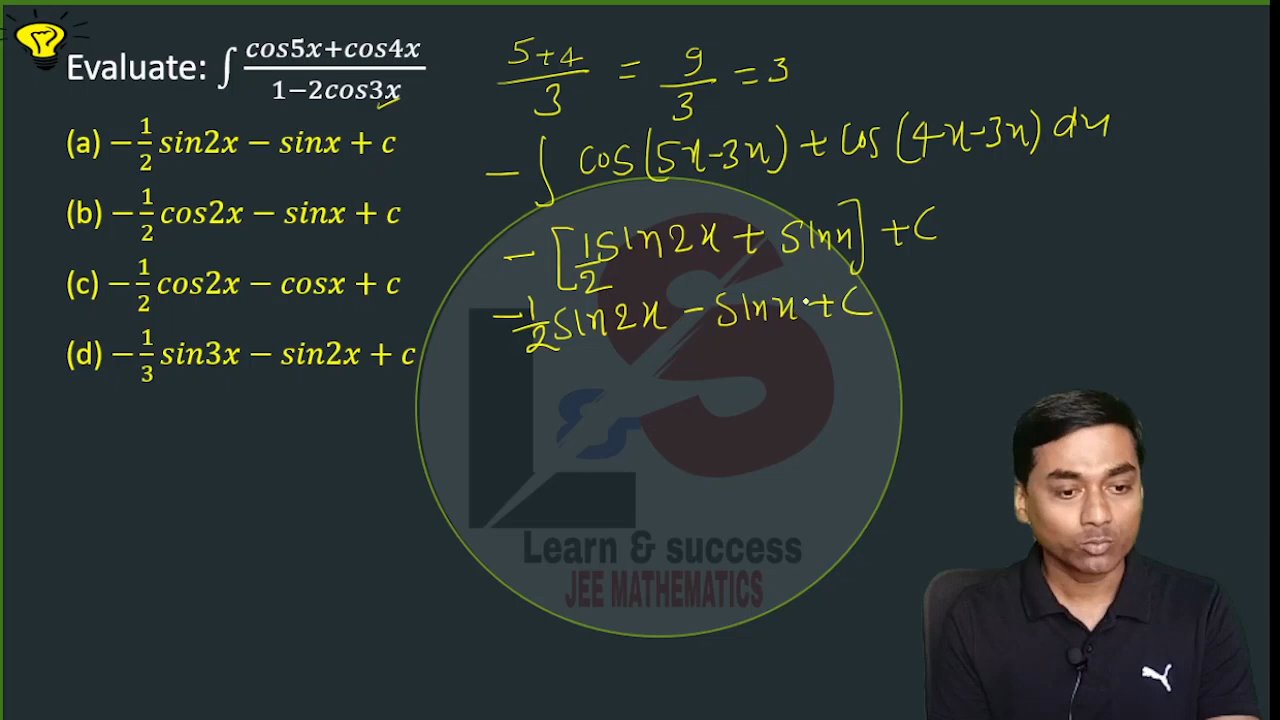 Evaluate: ∫ (cos5x+cos4x)/(1−2cos3x)
(a) −1/2 sin2x − sinx + c
(b) −1/2 cos2x − sinx + c
(c) −1/2 cos2x − cosx + c
(d) −1/3 sin3x − sin2x + c
(5+4)/3 = 9/3 = 3
− ∫ cos(5x−3x) + cos(4x−3x) dx
− [1/2 sin2x + sinx] + C
−1/2 sin2x − sinx + C
Learn & success
JEE MATHEMATICS